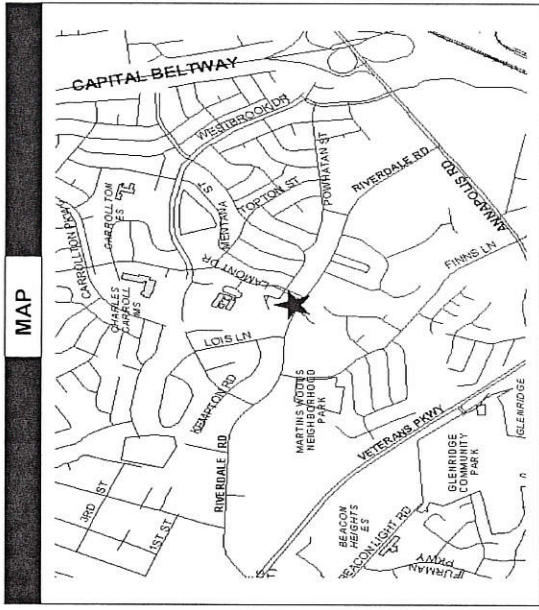 MAP
CAPITAL BELTWAY
WESTBROOK DR
CARROLLTON PKWY
CARROLLTON
ES
CHARLES
CARROLL
MS
MENTANA
ST
TOPTON ST
POWHATAN ST
LAMONT DR
RIVERDALE RD
ANNAPOLIS RD
FINNS LN
LOIS LN
KEMPTON RD
3RD ST
1ST ST
RIVERDALE RD
MARTINS WOODS
NEIGHBORHOOD
PARK
VETERANS PKWY
GLENRIDGE
COMMUNITY
PARK
GLENRIDGE
BEACON
HEIGHTS
ES
BEACON LIGHT RD
FURMAN
PKWY